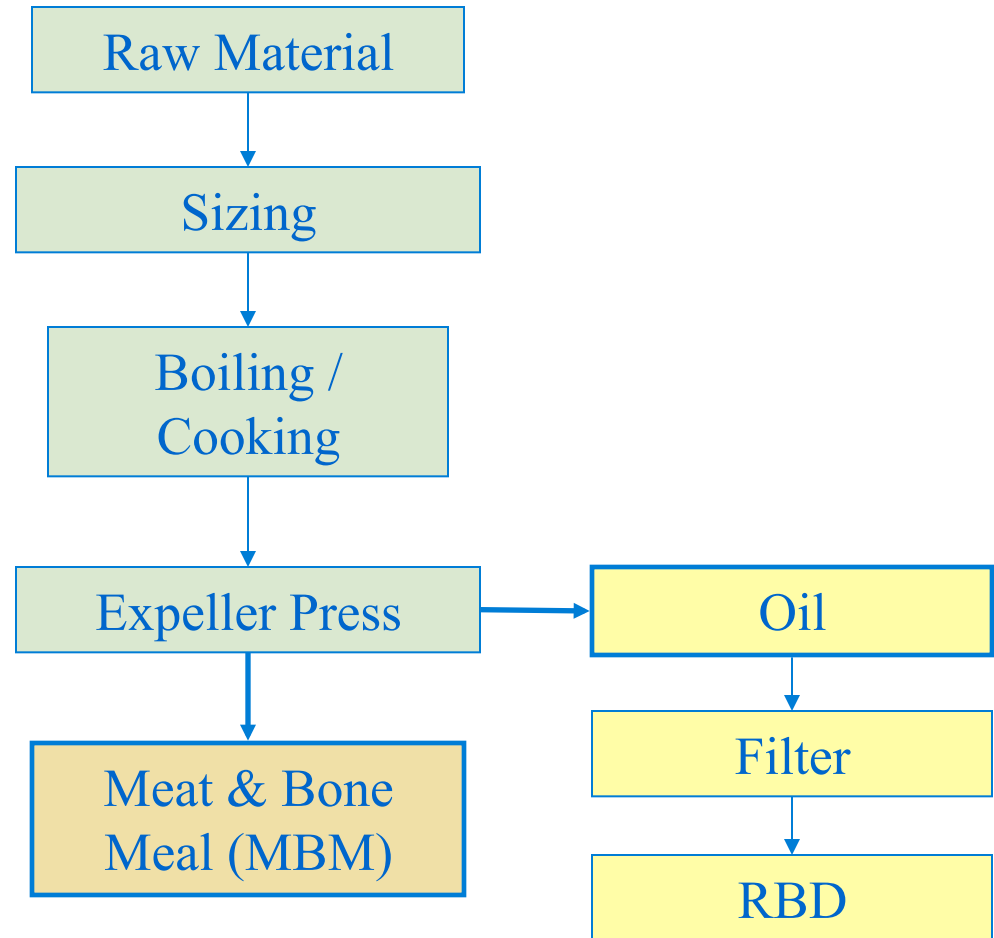 Raw Material
Sizing
Boiling /
Cooking
Expeller Press
Oil
Filter
Meat & Bone
Meal (MBM)
RBD